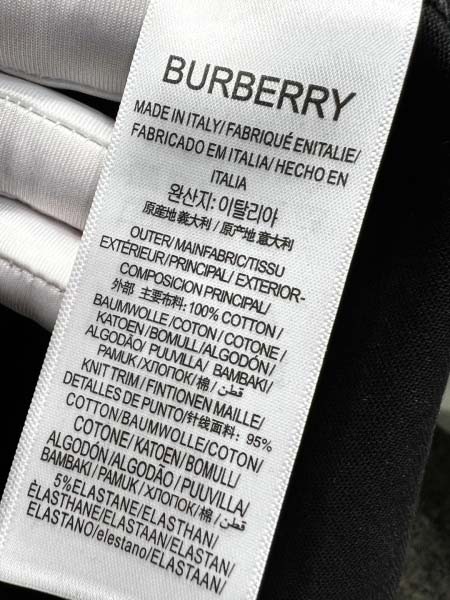 BURBERRY
MADE IN ITALY/ FABRIQUÉ ENITALIE/
FABRICADO EM ITALIA/ HECHO EN
ITALIA
완산지: 이탈리아
原産地 義大利 / 原产地 意大利
OUTER/ MAINFABRIC/TISSU
EXTÉRIEUR/PRINCIPAL/ EXTERIOR-
COMPOSICION PRINCIPAL/
外部 主要布料: 100% COTTON /
BAUMWOLLE/COTON / COTONE /
KATOEN / BOMULL/ ALGODÓN/
ALGODÃO/ PUUVILLA/ BAMBAKI/
PAMUK / ХЛОПОК/ 棉/ قطن /
KNIT TRIM / FINTIONEN MAILLE/
DETALLES DE PUNTO/针线面料: 95%
COTTON/BAUMWOLLE/COTON/
COTONE/ KATOEN/ BOMULL/
ALGODÓN/ALGODÃO / PUUVILLA/
BAMBAKI / PAMUK/ ХЛОПОК/ 棉/ قطن /
5% ELASTANE/ELASTHAN/
ÈLASTHANE/ ELASTAAN/ ELASTAN/
ELASTANO/ elestano/ ELASTAAN/